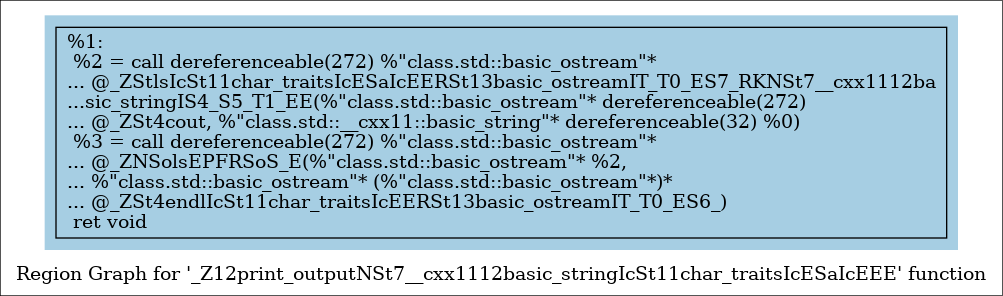 %1:
%2 = call dereferenceable(272) %"class.std::basic_ostream"*
... @_ZStlsIcSt11char_traitsIcESaIcEERSt13basic_ostreamIT_T0_ES7_RKNSt7__cxx1112ba
...sic_stringIS4_S5_T1_EE(%"class.std::basic_ostream"* dereferenceable(272)
... @_ZSt4cout, %"class.std::__cxx11::basic_string"* dereferenceable(32) %0)
%3 = call dereferenceable(272) %"class.std::basic_ostream"*
... @_ZNSolsEPFRSoS_E(%"class.std::basic_ostream"* %2,
... %"class.std::basic_ostream"* (%"class.std::basic_ostream"*)*
... @_ZSt4endlIcSt11char_traitsIcEERSt13basic_ostreamIT_T0_ES6_)
ret void
Region Graph for '_Z12print_outputNSt7__cxx1112basic_stringIcSt11char_traitsIcESaIcEEE' function